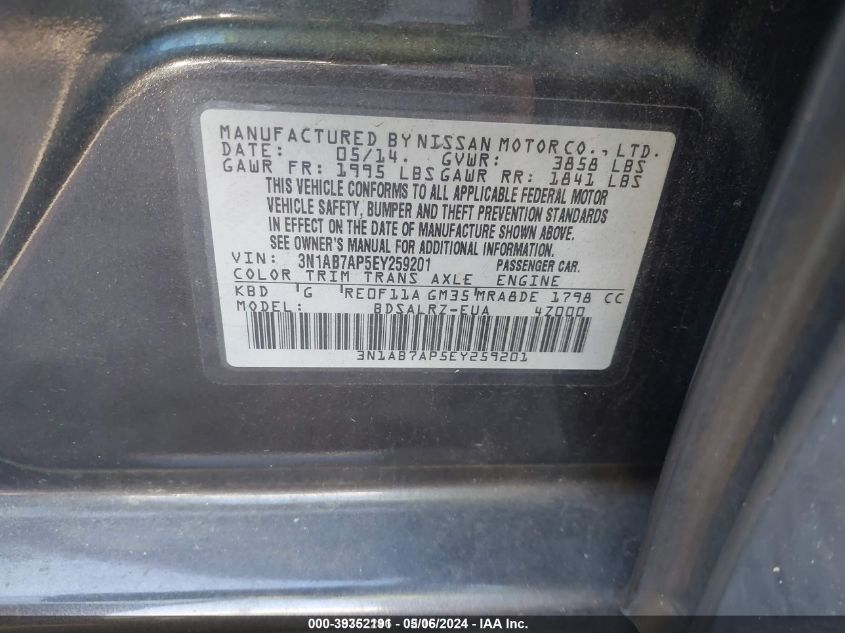 MANUFACTURED BY NISSAN MOTOR CO., LTD.
DATE: 05/14. GVWR: 3858 LBS
GAWR FR: 1995 LBS GAWR RR: 1841 LBS
THIS VEHICLE CONFORMS TO ALL APPLICABLE FEDERAL MOTOR
VEHICLE SAFETY, BUMPER AND THEFT PREVENTION STANDARDS
IN EFFECT ON THE DATE OF MANUFACTURE SHOWN ABOVE.
SEE OWNER'S MANUAL FOR ADDITIONAL INFORMATION.
VIN: 3N1AB7AP5EY259201 PASSENGER CAR.
COLOR TRIM TRANS AXLE ENGINE
KBD G RE0F11A GM35 MRA8DE 1798 CC
MODEL: BDSALRZ-EUA 4Z000
3N1AB7AP5EY259201
000-39352191 - 05/06/2024 - IAA Inc.